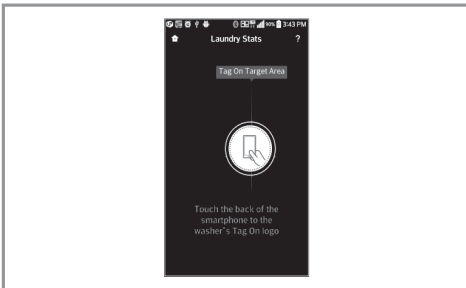 90% 3:43 PM
Laundry Stats ?
Tag On Target Area
Touch the back of the
smartphone to the
washer's Tag On logo